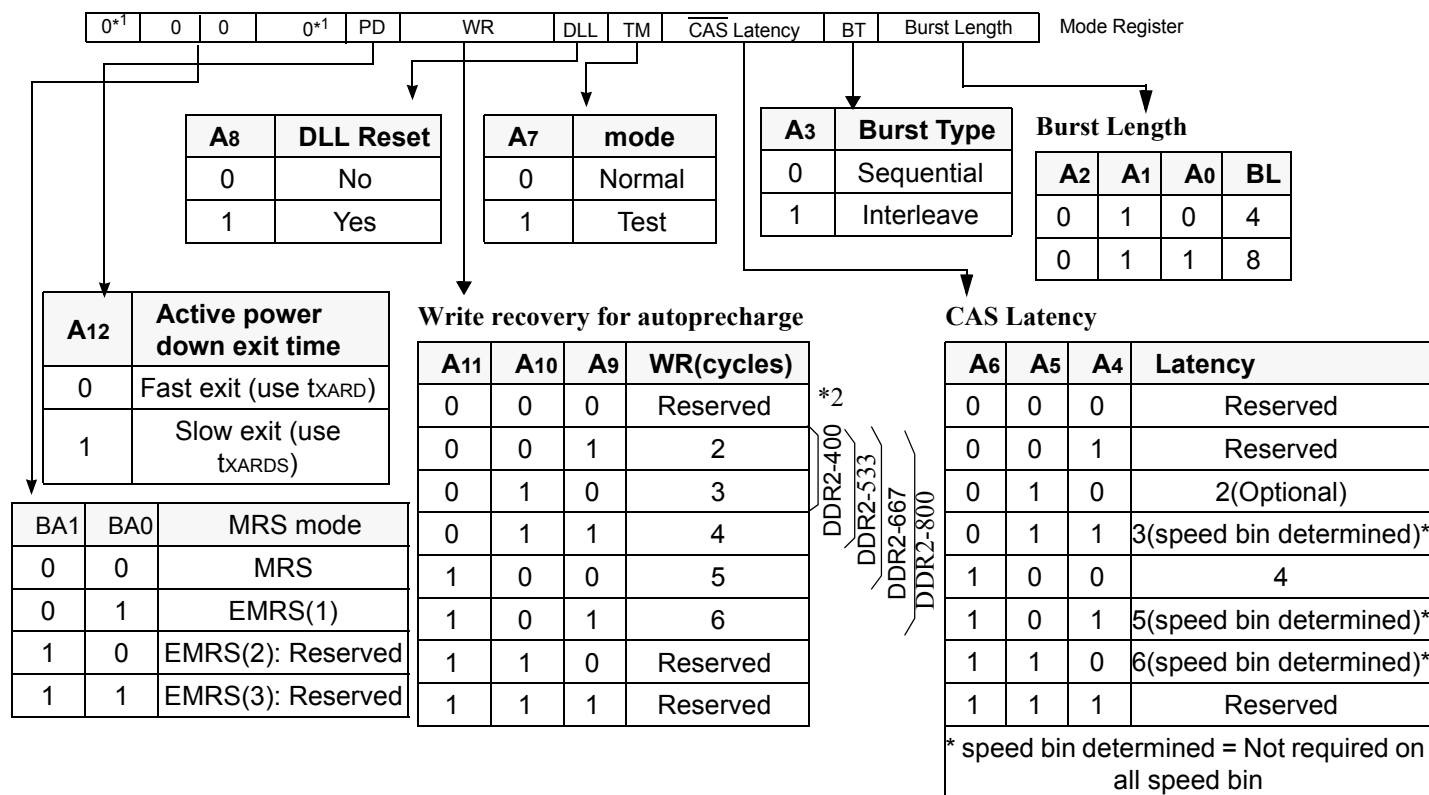 0*1 0 0 0*1 PD WR DLL TM CAS Latency BT Burst Length Mode Register
A8 DLL Reset
0 No
1 Yes
A7 mode
0 Normal
1 Test
A3 Burst Type
0 Sequential
1 Interleave
Burst Length
A2 A1 A0 BL
0 1 0 4
0 1 1 8
A12 Active power
down exit time
0 Fast exit (use tXARD)
1 Slow exit (use
tXARDS)
BA1 BA0 MRS mode
0 0 MRS
0 1 EMRS(1)
1 0 EMRS(2): Reserved
1 1 EMRS(3): Reserved
Write recovery for autoprecharge
A11 A10 A9 WR(cycles)
0 0 0 Reserved
0 0 1 2
0 1 0 3
0 1 1 4
1 0 0 5
1 0 1 6
1 1 0 Reserved
1 1 1 Reserved
*2
DDR2-400
DDR2-533
DDR2-667
DDR2-800
CAS Latency
A6 A5 A4 Latency
0 0 0 Reserved
0 0 1 Reserved
0 1 0 2(Optional)
0 1 1 3(speed bin determined)*
1 0 0 4
1 0 1 5(speed bin determined)*
1 1 0 6(speed bin determined)*
1 1 1 Reserved
* speed bin determined = Not required on
all speed bin